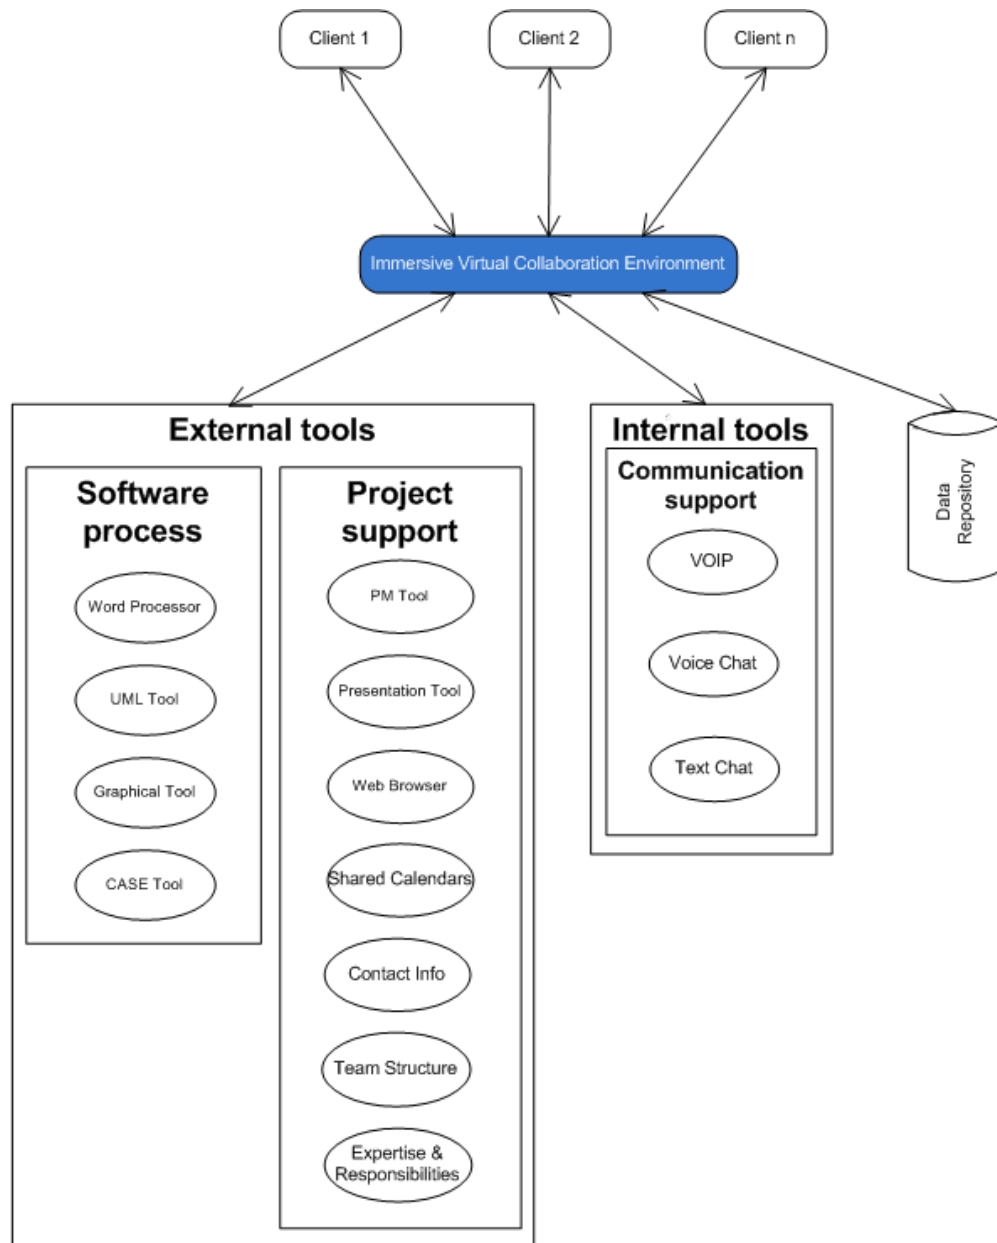 Client 1
Client 2
Client n
Immersive Virtual Collaboration Environment
External tools
Software
process
Word Processor
UML Tool
Graphical Tool
CASE Tool
Project
support
PM Tool
Presentation Tool
Web Browser
Shared Calendars
Contact Info
Team Structure
Expertise &
Responsibilities
Internal tools
Communication
support
VOIP
Voice Chat
Text Chat
Data
Repository